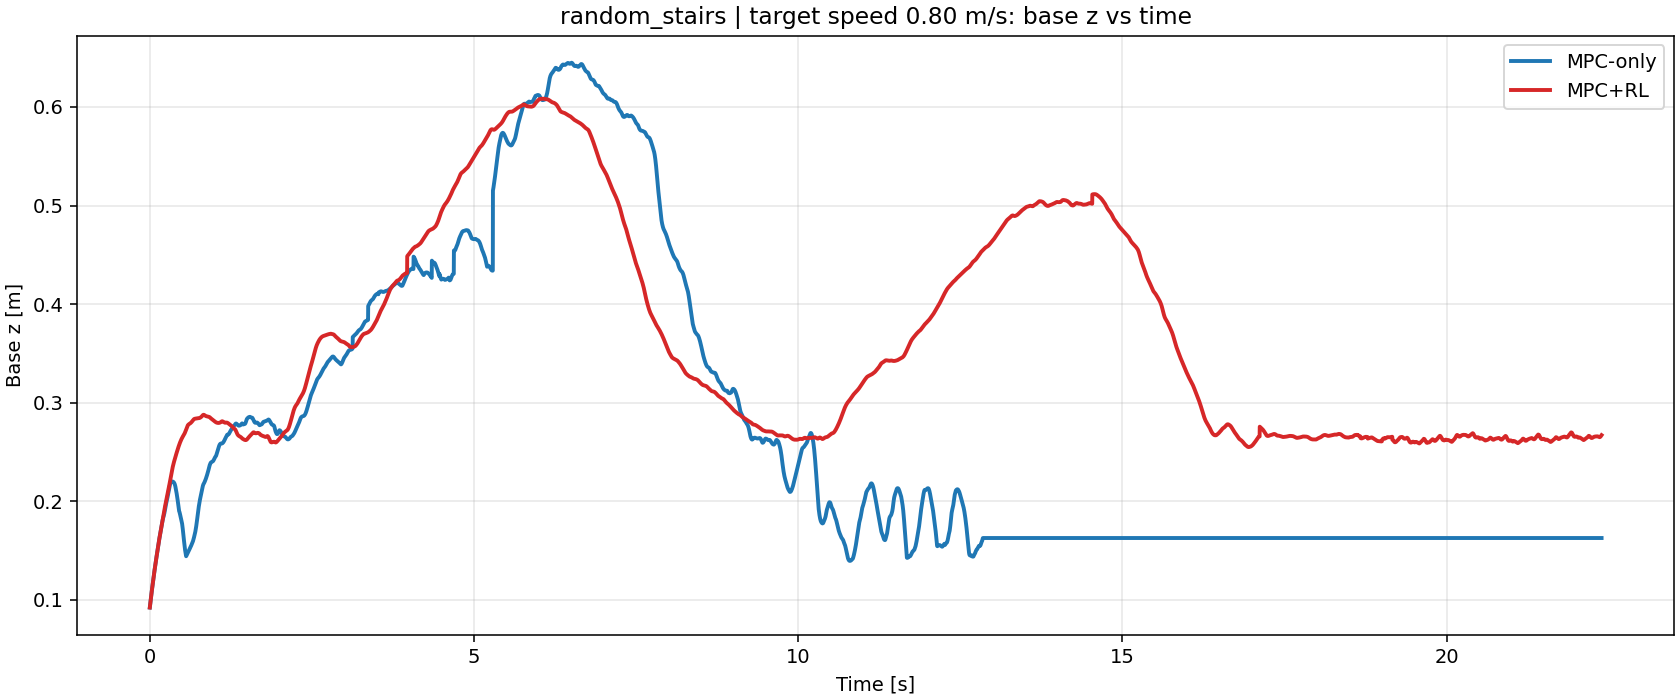 random_stairs | target speed 0.80 m/s: base z vs time
MPC-only
MPC+RL
Base z [m]
0.6
0.5
0.4
0.3
0.2
0.1
0 5 10 15 20
Time [s]